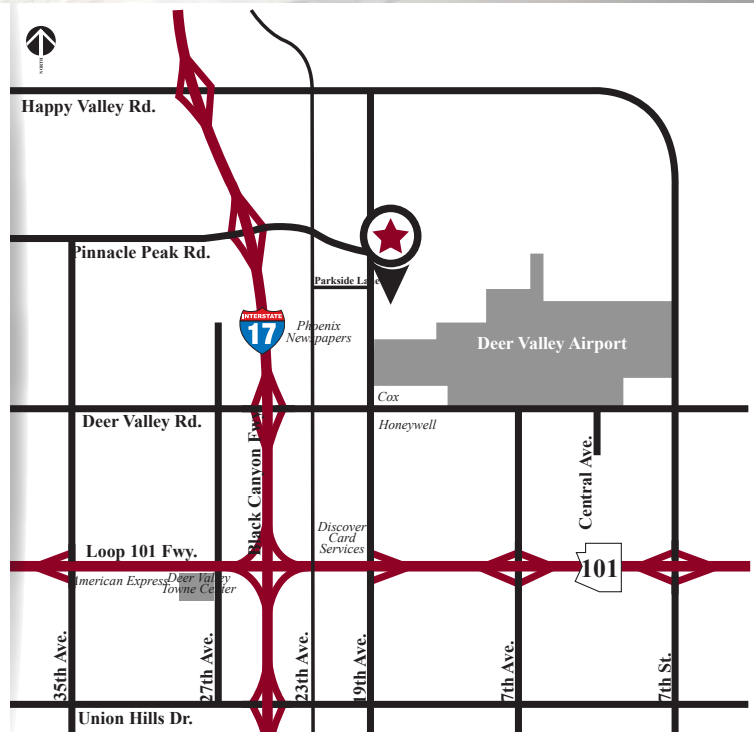 NORTH
Happy Valley Rd.
Pinnacle Peak Rd.
Parkside Lane
INTERSTATE
17
Phoenix
Newspapers
Deer Valley Airport
Cox
Deer Valley Rd.
Honeywell
Black Canyon Fwy.
Central Ave.
Discover
Card
Services
Loop 101 Fwy.
101
American Express
Deer Valley
Towne Center
35th Ave.
27th Ave.
23th Ave.
19th Ave.
7th Ave.
7th St.
Union Hills Dr.